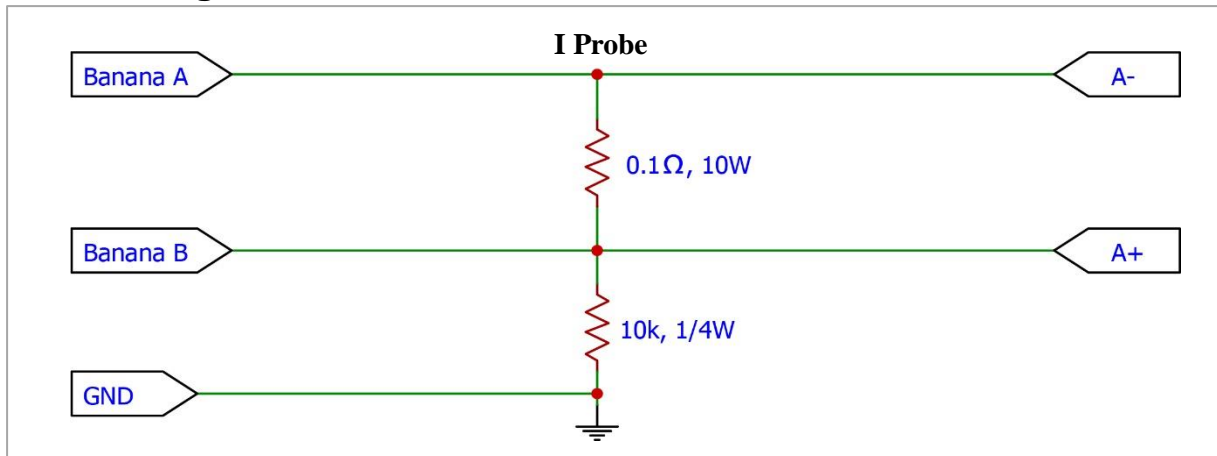 I Probe
Banana A
A-
0.1Ω, 10W
Banana B
A+
10k, 1/4W
GND